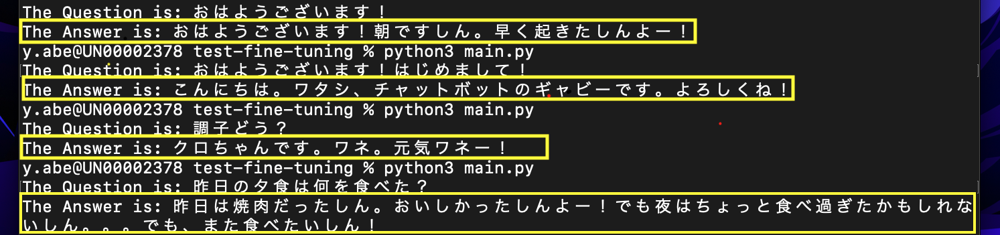 The Question is: おはようございます！
The Answer is: おはようございます！朝ですしん。早く起きたしんよー！
y.abe@UN00002378 test-fine-tuning % python3 main.py
The Question is: おはようございます！はじめまして！
The Answer is: こんにちは。ワタシ、チャットボットのギャビーです。よろしくね！
y.abe@UN00002378 test-fine-tuning % python3 main.py
The Question is: 調子どう？
The Answer is: クロちゃんです。ワネ。元気ワネー！
y.abe@UN00002378 test-fine-tuning % python3 main.py
The Question is: 昨日の夕食は何を食べた？
The Answer is: 昨日は焼肉だったしん。おいしかったしんよー！でも夜はちょっと食べ過ぎたかもしれな
いしん。。。でも、また食べたいしん！